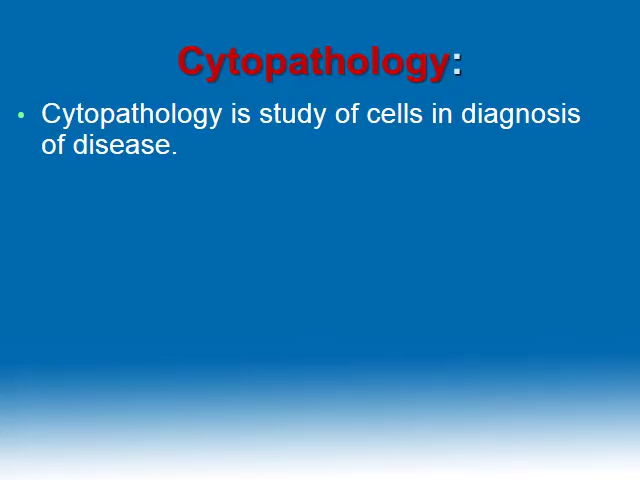 Cytopathology:
• Cytopathology is study of cells in diagnosis
of disease.